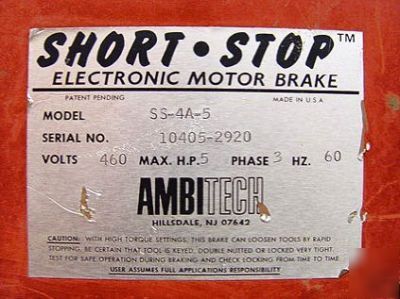 SHORT • STOP™
ELECTRONIC MOTOR BRAKE
PATENT PENDING MADE IN U.S.A
MODEL SS-4A-5
SERIAL NO. 10405-2920
VOLTS 460 MAX. H.P. 5 PHASE 3 HZ. 60
AMBITECH
HILLSDALE, NJ 07642
CAUTION: WITH HIGH TORQUE SETTINGS, THIS BRAKE CAN LOOSEN TOOLS BY RAPID
STOPPING. BE CERTAIN THAT TOOL IS KEYED, DOUBLE NUTTED OR LOCKED VERY TIGHT.
TEST FOR SAFE OPERATION DURING BRAKING AND CHECK LOCKING FROM TIME TO TIME
USER ASSUMES FULL APPLICATIONS RESPONSIBILITY